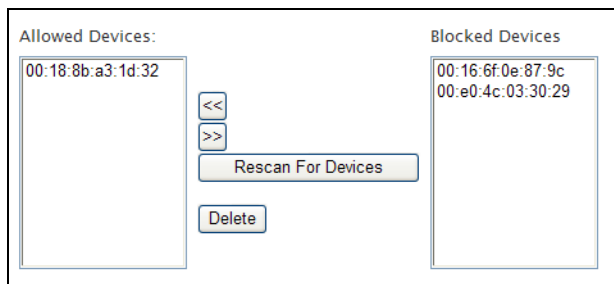 Allowed Devices:
Blocked Devices
00:18:8b:a3:1d:32
00:16:6f:0e:87:9c
00:e0:4c:03:30:29
<<
>>
Rescan For Devices
Delete